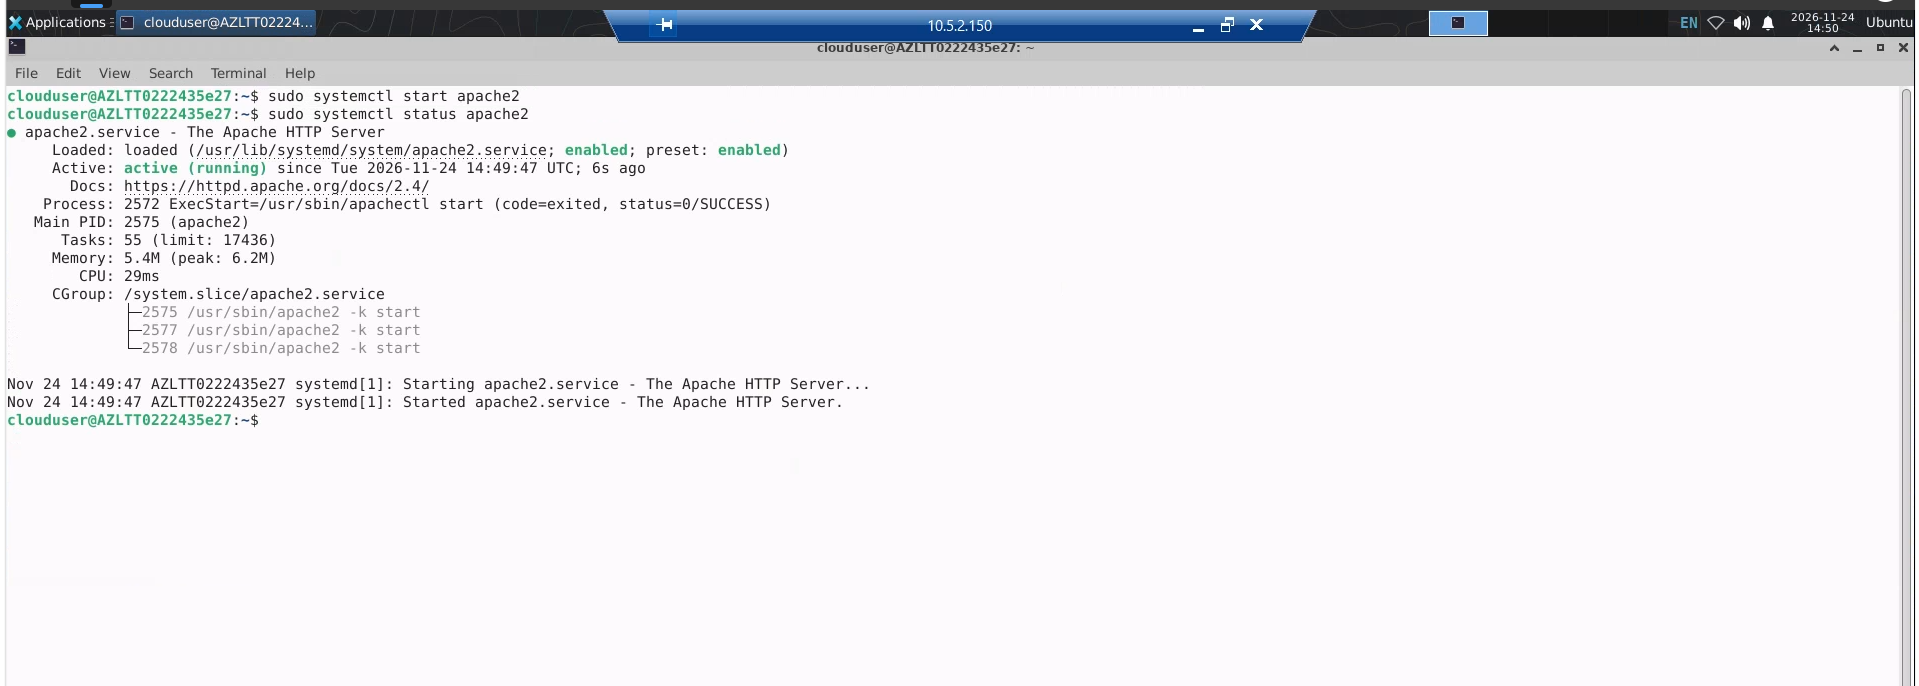 Applications clouduser@AZLTT02224... 10.5.2.150 EN 2026-11-24 14:50 Ubuntu
clouduser@AZLTT0222435e27: ~
File Edit View Search Terminal Help
clouduser@AZLTT0222435e27:~$ sudo systemctl start apache2
clouduser@AZLTT0222435e27:~$ sudo systemctl status apache2
● apache2.service - The Apache HTTP Server
Loaded: loaded (/usr/lib/systemd/system/apache2.service; enabled; preset: enabled)
Active: active (running) since Tue 2026-11-24 14:49:47 UTC; 6s ago
Docs: https://httpd.apache.org/docs/2.4/
Process: 2572 ExecStart=/usr/sbin/apachectl start (code=exited, status=0/SUCCESS)
Main PID: 2575 (apache2)
Tasks: 55 (limit: 17436)
Memory: 5.4M (peak: 6.2M)
CPU: 29ms
CGroup: /system.slice/apache2.service
├─2575 /usr/sbin/apache2 -k start
├─2577 /usr/sbin/apache2 -k start
└─2578 /usr/sbin/apache2 -k start
Nov 24 14:49:47 AZLTT0222435e27 systemd[1]: Starting apache2.service - The Apache HTTP Server...
Nov 24 14:49:47 AZLTT0222435e27 systemd[1]: Started apache2.service - The Apache HTTP Server.
clouduser@AZLTT0222435e27:~$